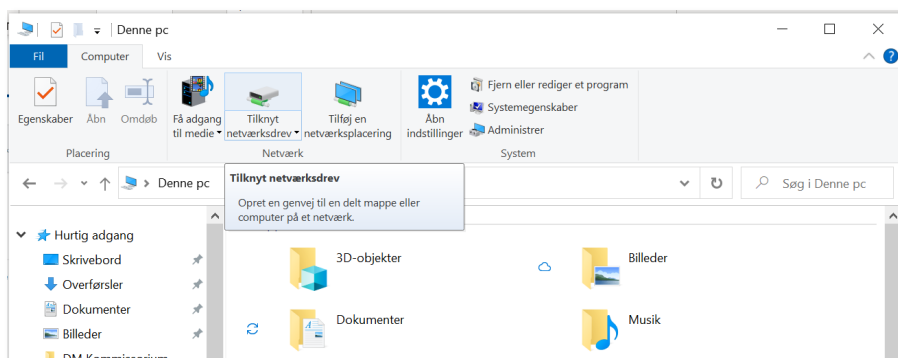 Denne pc
Fil Computer Vis
Egenskaber Åbn Omdøb Få adgang til medie Tilknyt netværksdrev Tilføj en netværksplacering Åbn indstillinger Fjern eller rediger et program
Systemegenskaber
Administrer
Placering Netværk System
Denne pc Søg i Denne pc
Tilknyt netværksdrev
Opret en genvej til en delt mappe eller
computer på et netværk.
Hurtig adgang
Skrivebord
Overførsler
Dokumenter
Billeder
DM Kommissorium
3D-objekter Billeder
Dokumenter Musik